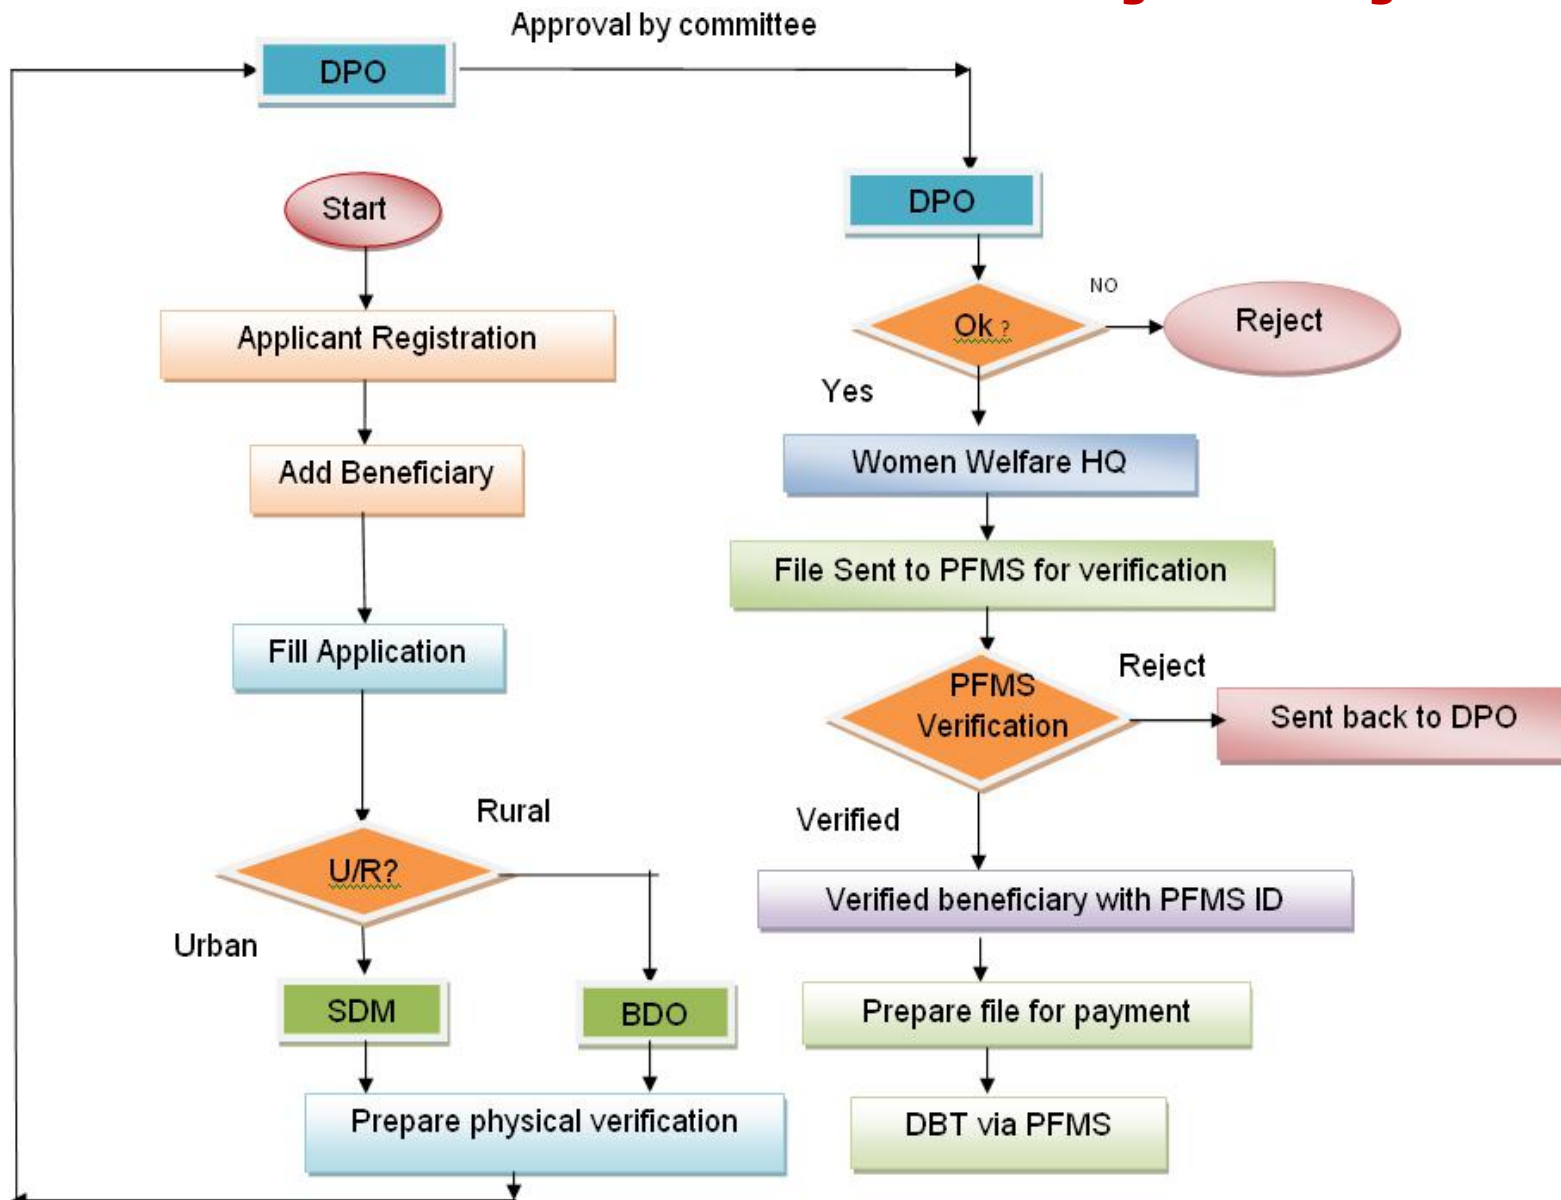 Approval by committee
DPO
Start
Applicant Registration
Add Beneficiary
Fill Application
U/R?
Rural
Urban
SDM
BDO
Prepare physical verification
DPO
Ok ?
NO
Reject
Yes
Women Welfare HQ
File Sent to PFMS for verification
PFMS
Verification
Reject
Sent back to DPO
Verified
Verified beneficiary with PFMS ID
Prepare file for payment
DBT via PFMS